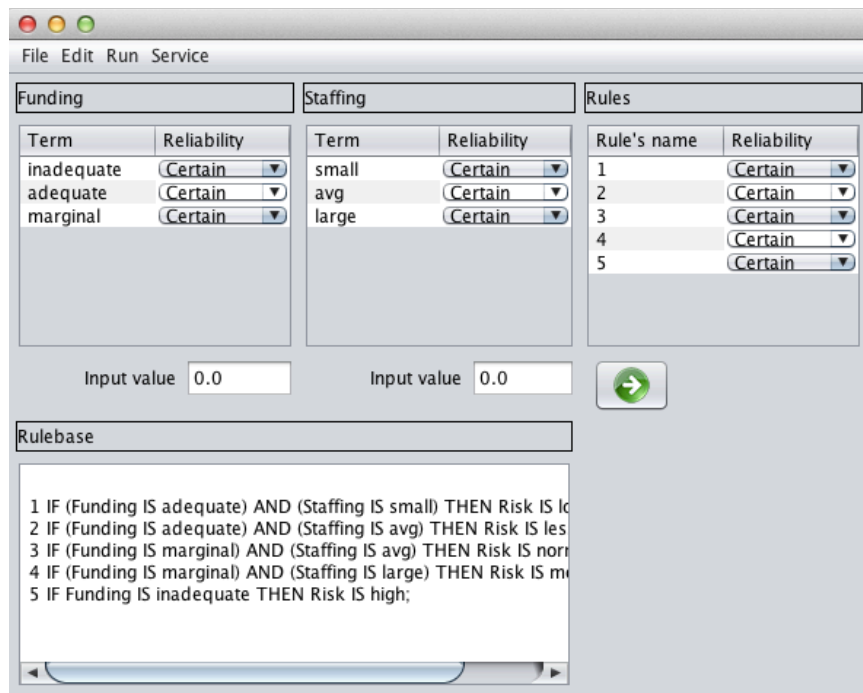 File Edit Run Service
Funding
Term Reliability
inadequate Certain
adequate Certain
marginal Certain
Input value 0.0
Staffing
Term Reliability
small Certain
avg Certain
large Certain
Input value 0.0
Rules
Rule's name Reliability
1 Certain
2 Certain
3 Certain
4 Certain
5 Certain
Rulebase
1 IF (Funding IS adequate) AND (Staffing IS small) THEN Risk IS
2 IF (Funding IS adequate) AND (Staffing IS avg) THEN Risk IS les
3 IF (Funding IS marginal) AND (Staffing IS avg) THEN Risk IS
4 IF (Funding IS marginal) AND (Staffing IS large) THEN Risk IS
5 IF Funding IS inadequate THEN Risk IS high;